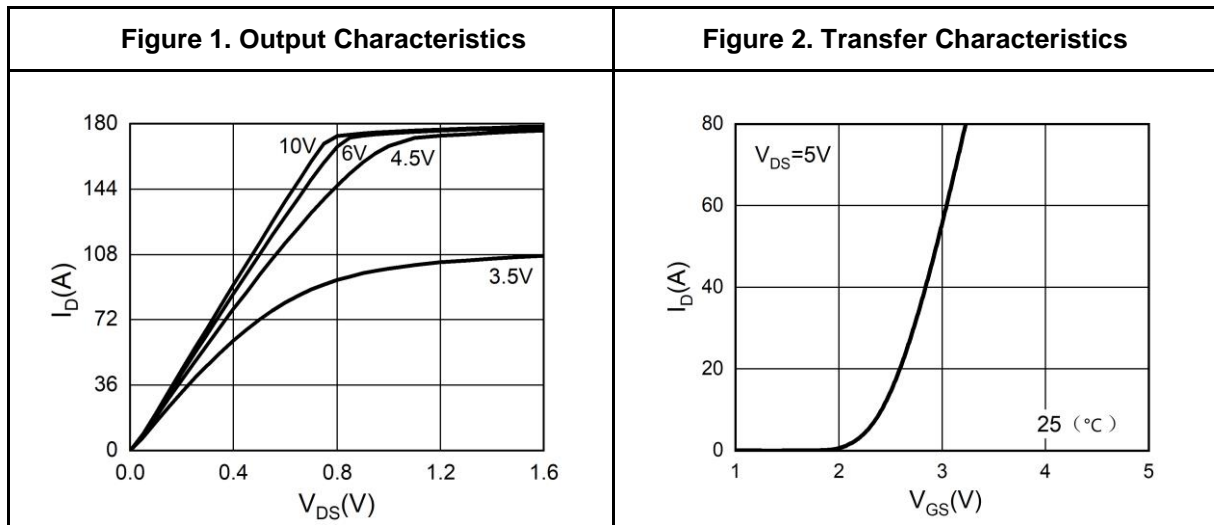 Figure 1. Output Characteristics
Figure 2. Transfer Characteristics
180
144
108
72
36
0
I_D(A)
10V
6V
4.5V
3.5V
0.0
0.4
0.8
1.2
1.6
V_DS(V)
80
60
40
20
0
I_D(A)
V_DS=5V
25（℃）
1
2
3
4
5
V_GS(V)